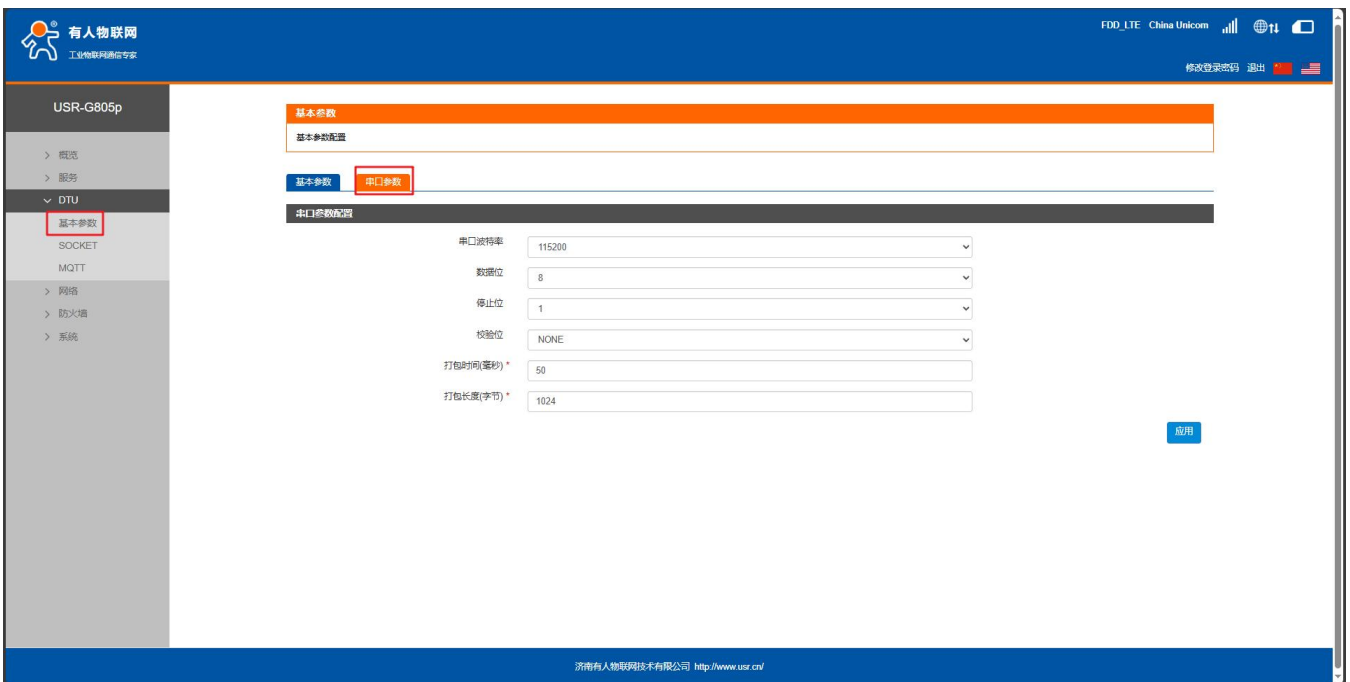 有人物联网
工业物联网通信专家
FDD_LTE China Unicom
修改登录密码 退出
USR-G805p
概览
服务
DTU
基本参数
SOCKET
MQTT
网络
防火墙
系统
基本参数
基本参数配置
基本参数 串口参数
串口参数配置
串口波特率 115200
数据位 8
停止位 1
校验位 NONE
打包时间(毫秒) * 50
打包长度(字节) * 1024
应用
济南有人物联网技术有限公司 http://www.usr.cn/